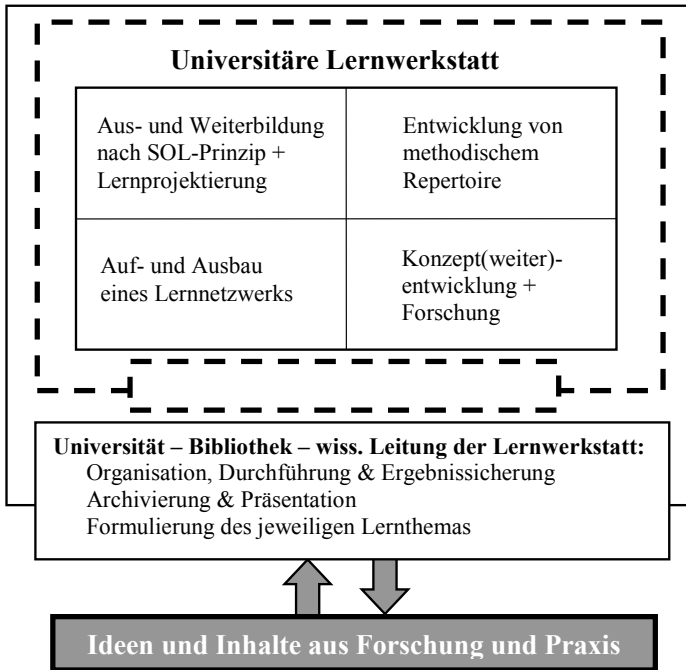 Universitäre Lernwerkstatt
Aus- und Weiterbildung
nach SOL-Prinzip +
Lernprojektierung
Entwicklung von
methodischem
Repertoire
Auf- und Ausbau
eines Lernnetzwerks
Konzept(weiter)-
entwicklung +
Forschung
Universität – Bibliothek – wiss. Leitung der Lernwerkstatt:
Organisation, Durchführung & Ergebnissicherung
Archivierung & Präsentation
Formulierung des jeweiligen Lernthemas
Ideen und Inhalte aus Forschung und Praxis